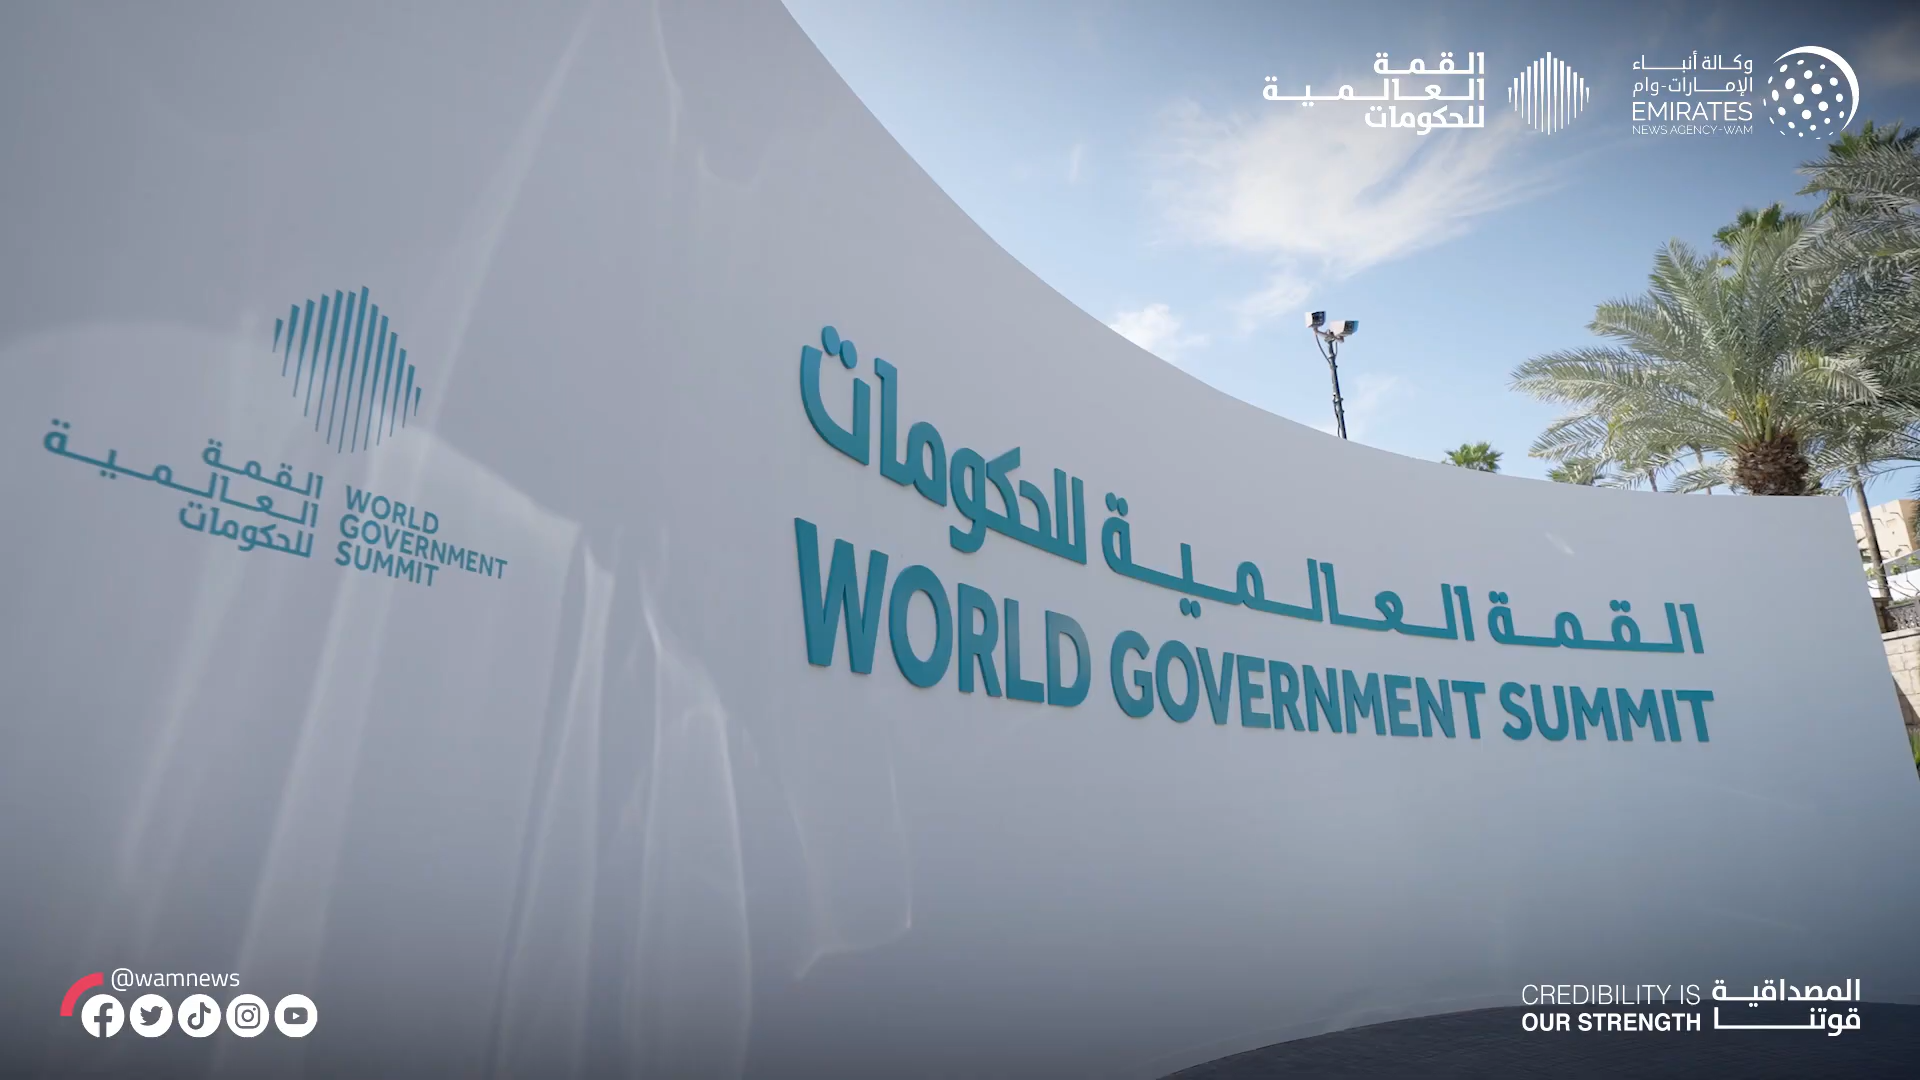 القمة
العالمية
للحكومات
وكالة أنباء
الإمارات-وام
EMIRATES
NEWS AGENCY-WAM
القمة
العالمية
للحكومات
WORLD
GOVERNMENT
SUMMIT
القمة العالمية للحكومات
WORLD GOVERNMENT SUMMIT
@wamnews
CREDIBILITY IS
OUR STRENGTH
المصداقية
قوتنا